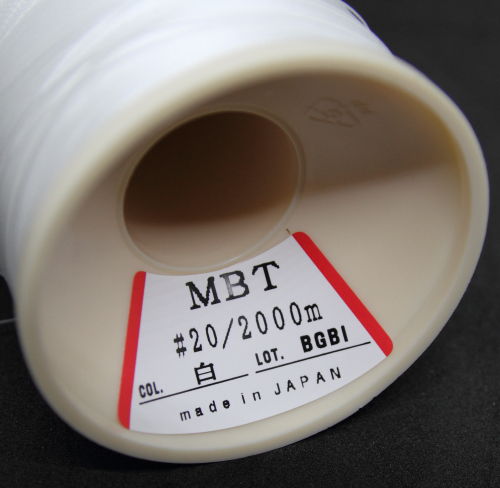 MBT
#20/2000m
COL. 白 LOT. BGBI
made in JAPAN